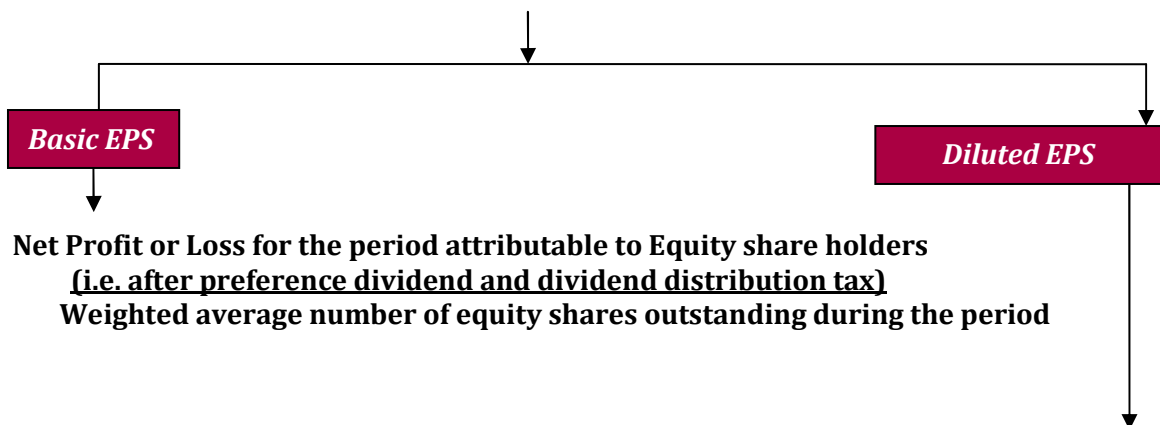 Basic EPS
Diluted EPS
Net Profit or Loss for the period attributable to Equity share holders
(i.e. after preference dividend and dividend distribution tax)
Weighted average number of equity shares outstanding during the period